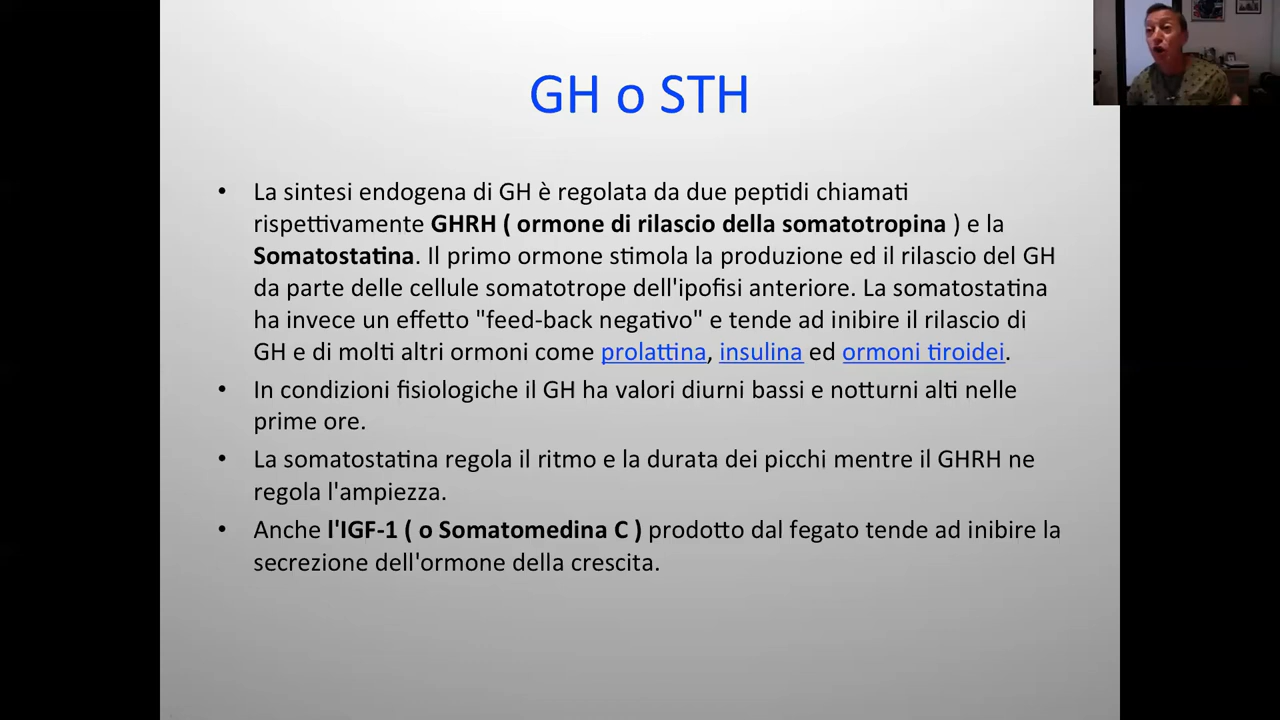 GH o STH
• La sintesi endogena di GH è regolata da due peptidi chiamati
rispettivamente GHRH ( ormone di rilascio della somatotropina ) e la
Somatostatina. Il primo ormone stimola la produzione ed il rilascio del GH
da parte delle cellule somatotrope dell'ipofisi anteriore. La somatostatina
ha invece un effetto "feed-back negativo" e tende ad inibire il rilascio di
GH e di molti altri ormoni come prolattina, insulina ed ormoni tiroidei.
• In condizioni fisiologiche il GH ha valori diurni bassi e notturni alti nelle
prime ore.
• La somatostatina regola il ritmo e la durata dei picchi mentre il GHRH ne
regola l'ampiezza.
• Anche l'IGF-1 ( o Somatomedina C ) prodotto dal fegato tende ad inibire la
secrezione dell'ormone della crescita.